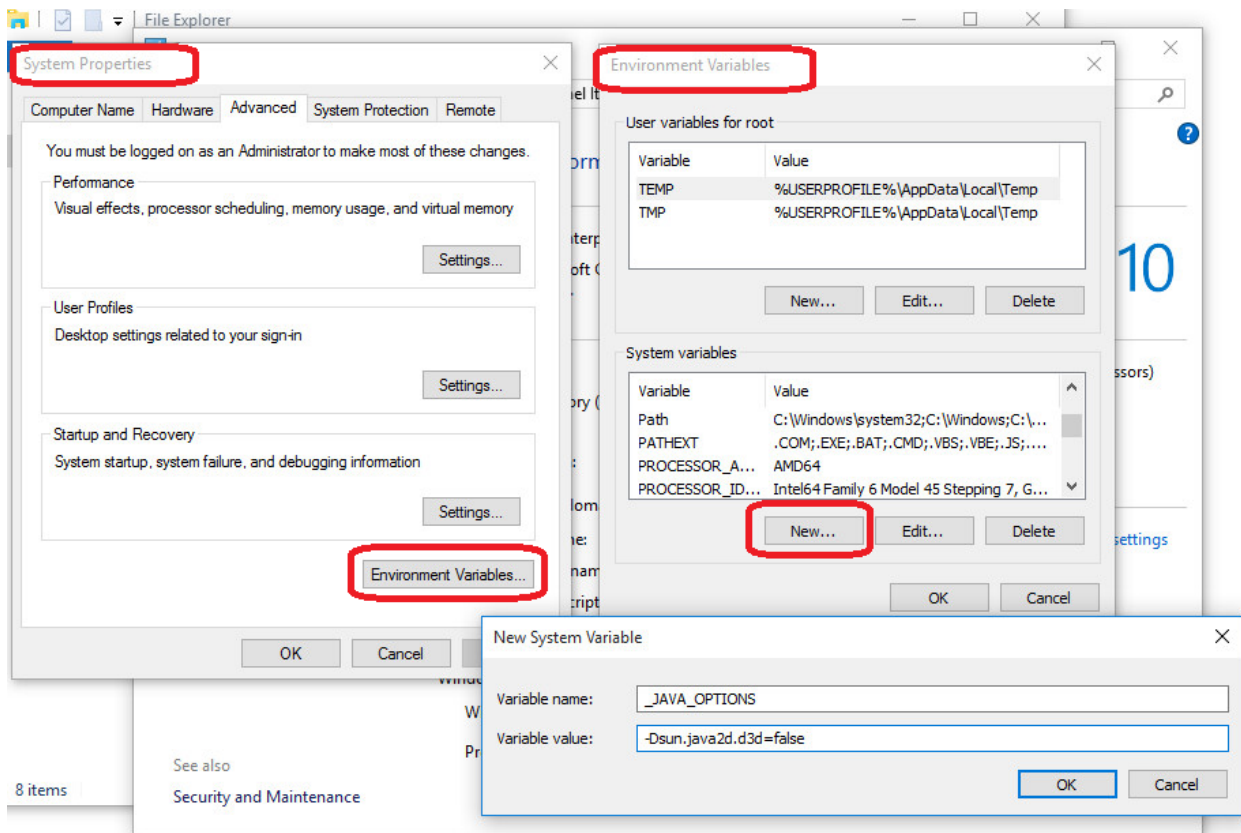 File Explorer
System Properties
Computer Name Hardware Advanced System Protection Remote
You must be logged on as an Administrator to make most of these changes.
Performance
Visual effects, processor scheduling, memory usage, and virtual memory
Settings...
User Profiles
Desktop settings related to your sign-in
Settings...
Startup and Recovery
System startup, system failure, and debugging information
Settings...
Environment Variables...
OK Cancel
Environment Variables
User variables for root
Variable Value
TEMP %USERPROFILE%\AppData\Local\Temp
TMP %USERPROFILE%\AppData\Local\Temp
New... Edit... Delete
System variables
Variable Value
Path C:\Windows\system32;C:\Windows;C:\...
PATHEXT .COM;.EXE;.BAT;.CMD;.VBS;.VBE;.JS;....
PROCESSOR_A... AMD64
PROCESSOR_ID... Intel64 Family 6 Model 45 Stepping 7, G...
New... Edit... Delete
OK Cancel
10
ssors)
settings
New System Variable
Variable name: _JAVA_OPTIONS
Variable value: -Dsun.java2d.d3d=false
OK Cancel
See also
Security and Maintenance
8 items